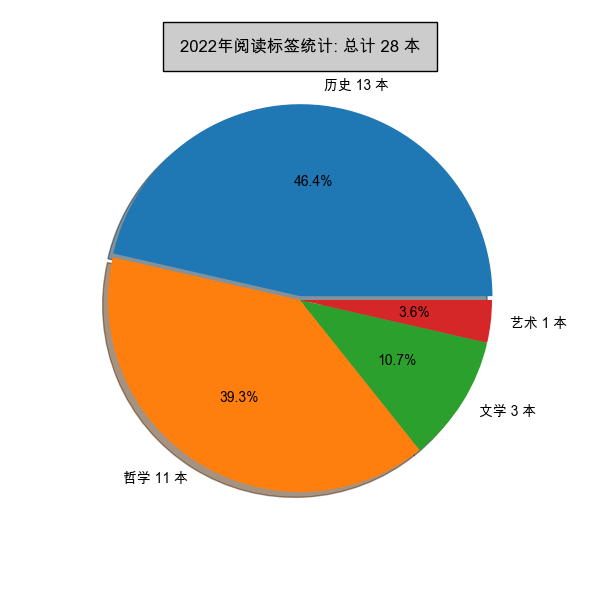 2022年阅读标签统计: 总计 28 本
历史 13 本
46.4%
3.6%
艺术 1 本
10.7%
39.3%
文学 3 本
哲学 11 本